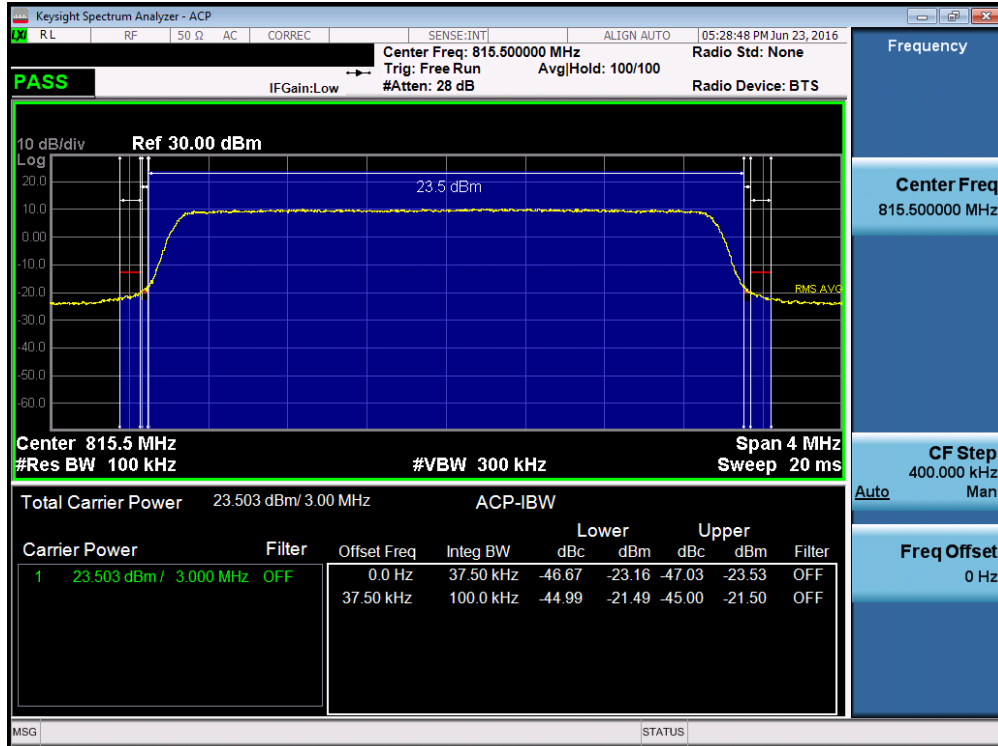 Keysight Spectrum Analyzer - ACP
LXI RL RF 50 Ω AC CORREC SENSE:INT ALIGN AUTO 05:28:48 PM Jun 23, 2016
Center Freq: 815.500000 MHz Radio Std: None
Trig: Free Run Avg|Hold: 100/100
PASS IFGain:Low #Atten: 28 dB Radio Device: BTS
10 dB/div Ref 30.00 dBm
Log
20.0
23.5 dBm
10.0
0.00
-10.0
-20.0
RMS AVG
-30.0
-40.0
-50.0
-60.0
Center 815.5 MHz Span 4 MHz
#Res BW 100 kHz #VBW 300 kHz Sweep 20 ms
Total Carrier Power 23.503 dBm/ 3.00 MHz ACP-IBW
Lower Upper
Carrier Power Filter Offset Freq Integ BW dBc dBm dBc dBm Filter
1 23.503 dBm / 3.000 MHz OFF 0.0 Hz 37.50 kHz -46.67 -23.16 -47.03 -23.53 OFF
37.50 kHz 100.0 kHz -44.99 -21.49 -45.00 -21.50 OFF
MSG STATUS
Frequency
Center Freq
815.500000 MHz
CF Step
400.000 kHz
Auto Man
Freq Offset
0 Hz